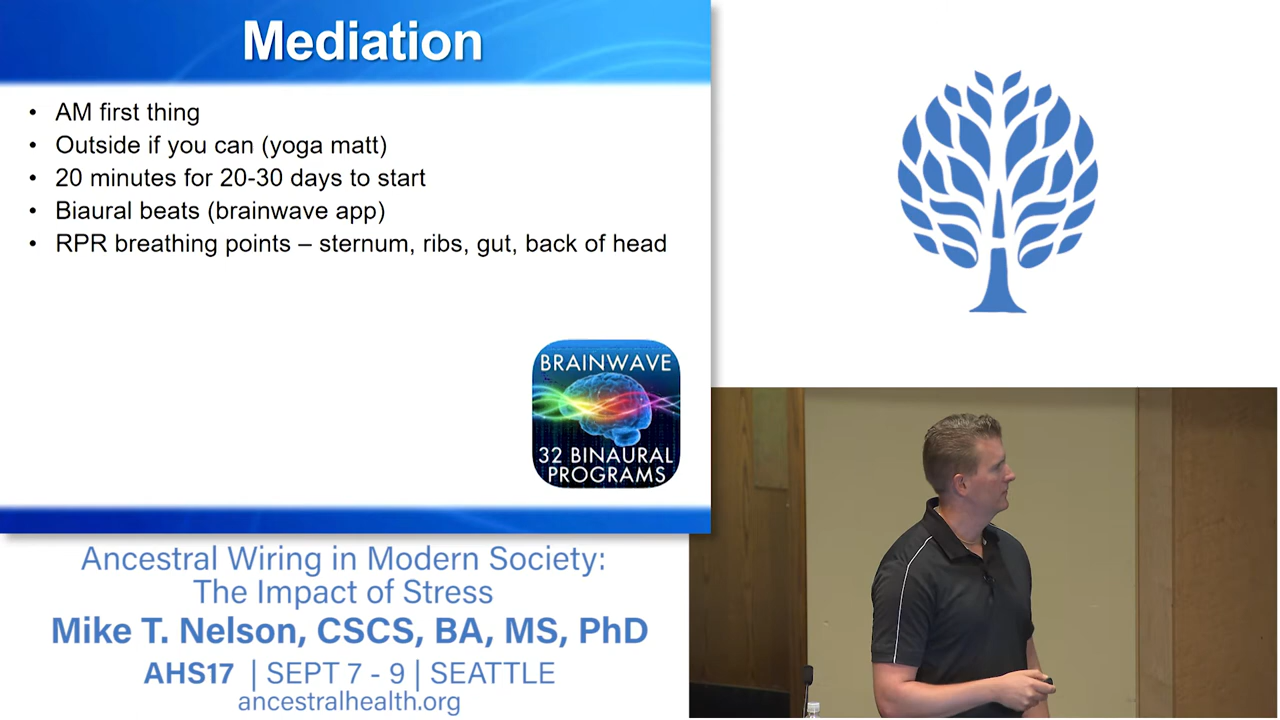 Mediation
• AM first thing
• Outside if you can (yoga matt)
• 20 minutes for 20-30 days to start
• Biaural beats (brainwave app)
• RPR breathing points – sternum, ribs, gut, back of head
BRAINWAVE
32 BINAURAL
PROGRAMS
Ancestral Wiring in Modern Society:
The Impact of Stress
Mike T. Nelson, CSCS, BA, MS, PhD
AHS17 | SEPT 7 - 9 | SEATTLE
ancestralhealth.org